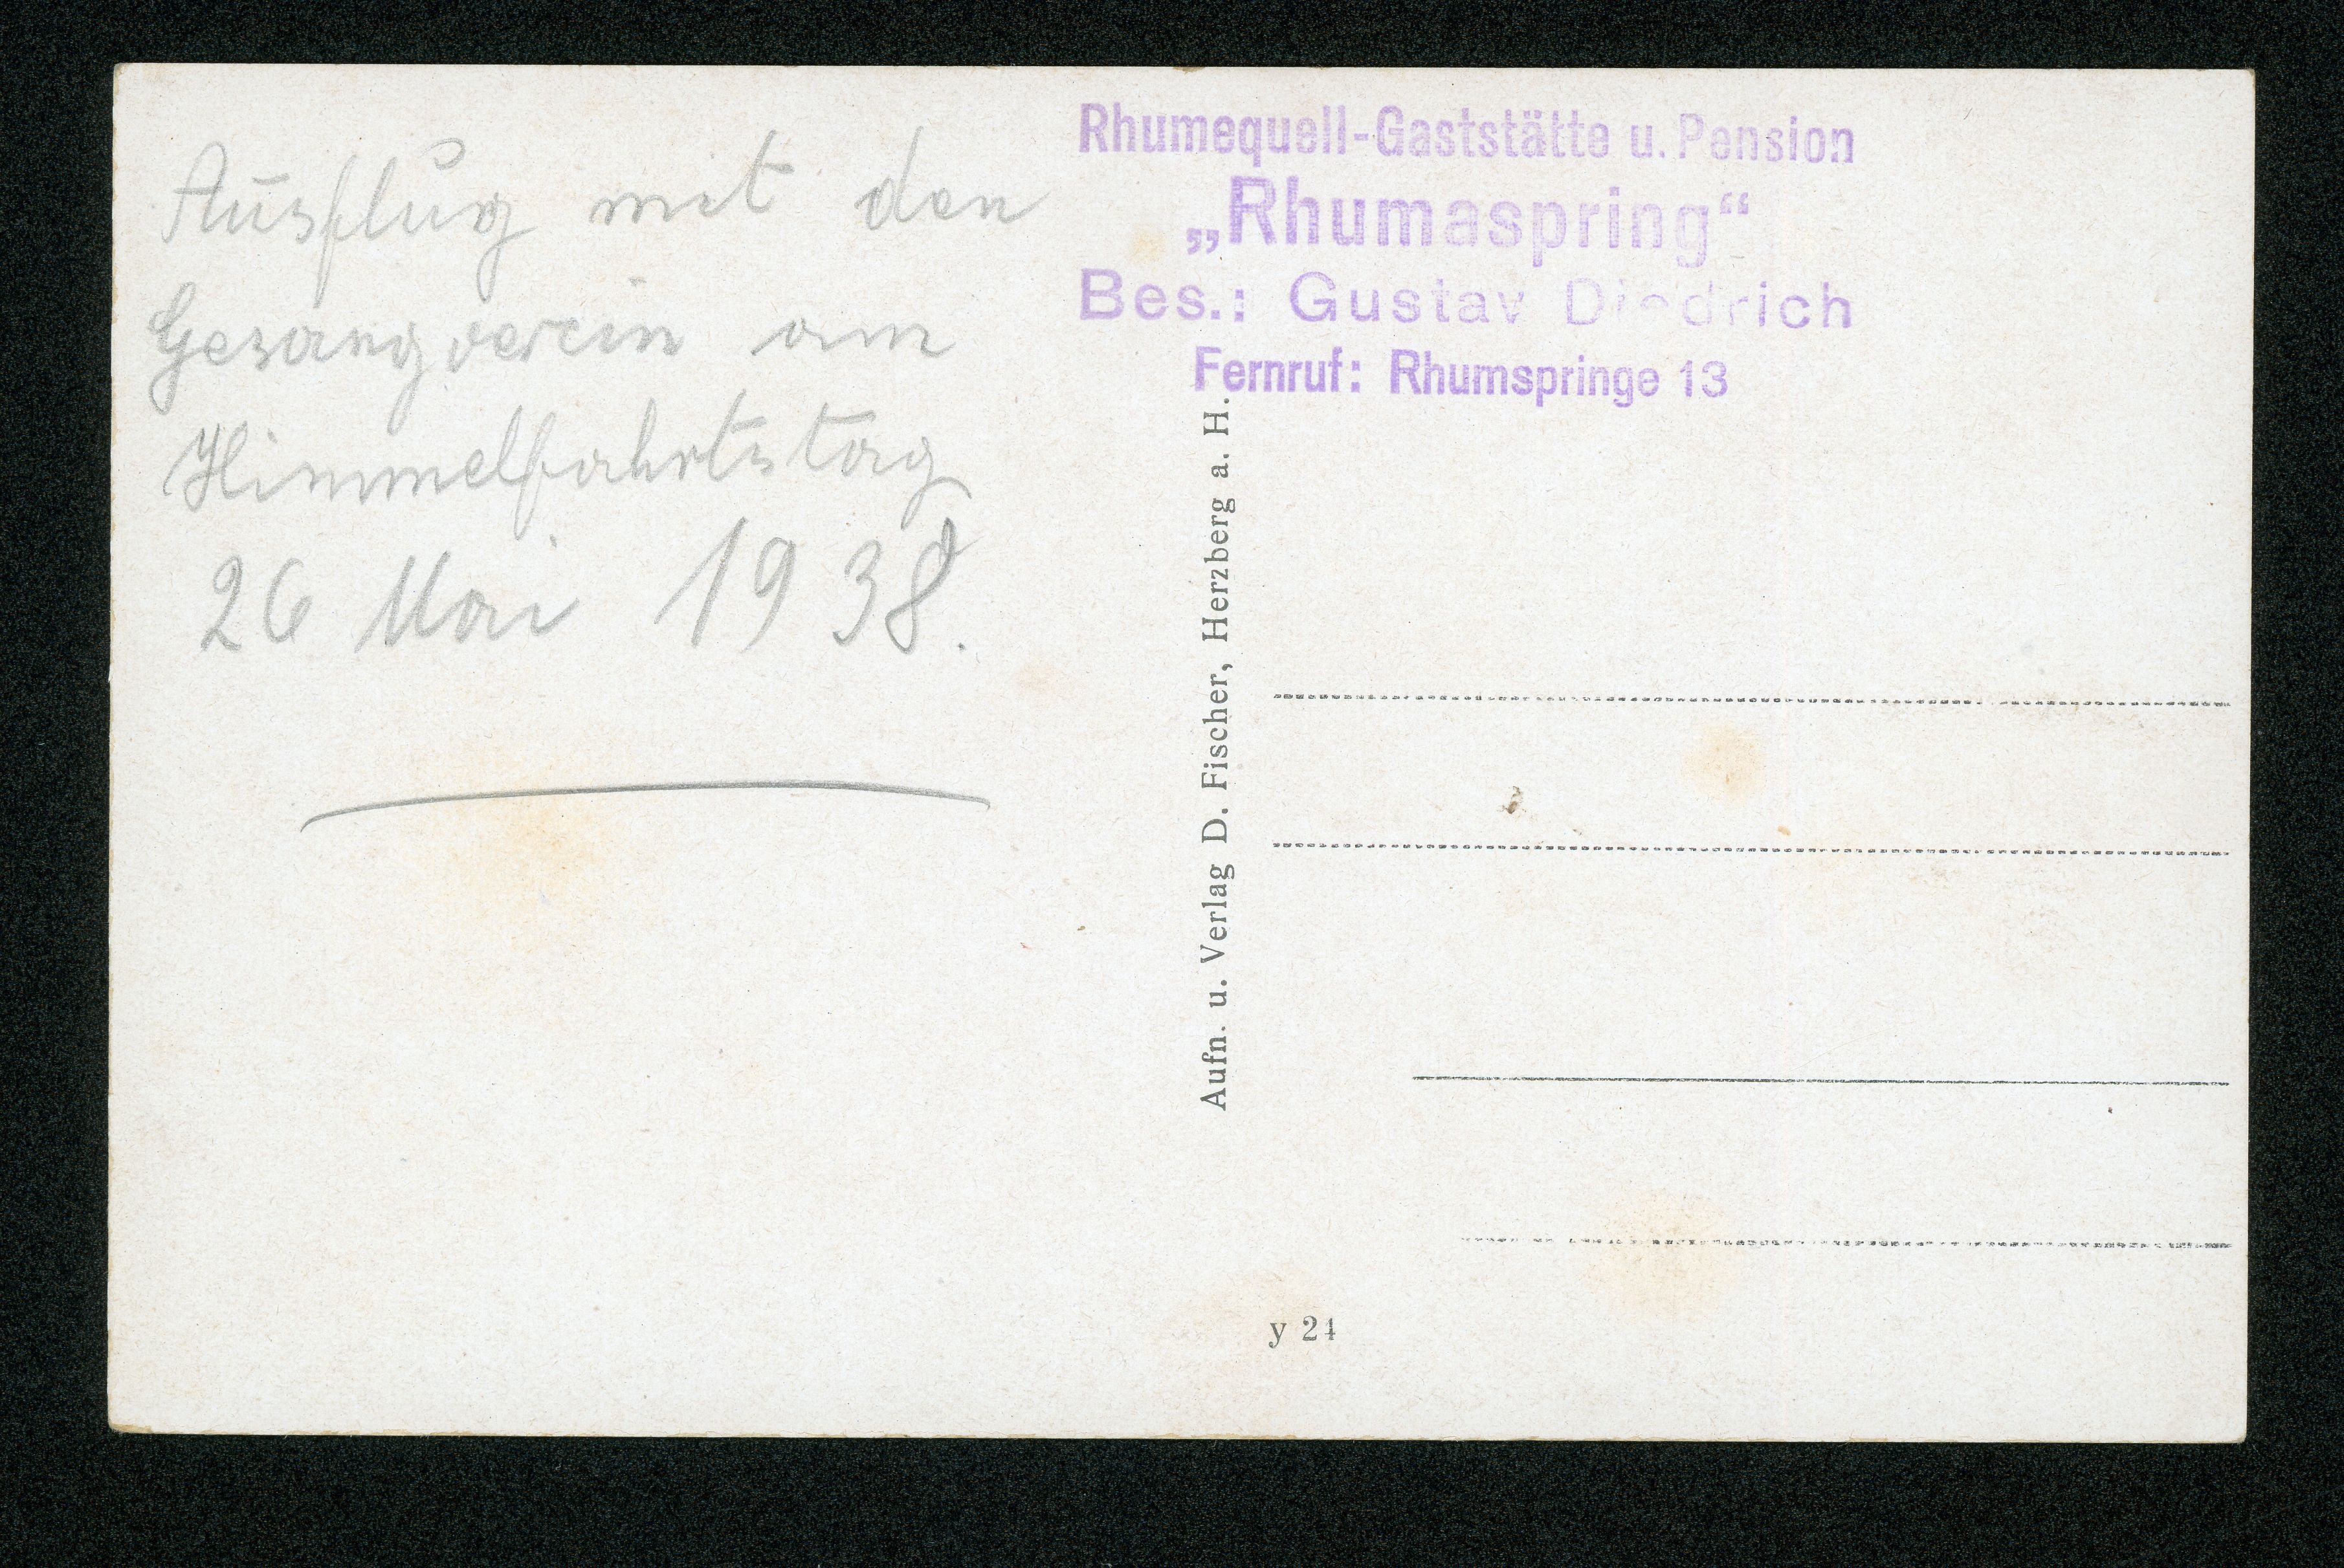 Ausflug mit den
Gesangverein am
Himmelfahrtstag
26 Mai 1938.
Rhumequell-Gaststätte u. Pension
„Rhumaspring“
Bes.: Gustav Diedrich
Fernruf: Rhumspringe 13
Aufn. u. Verlag D. Fischer, Herzberg a. H.
y 24